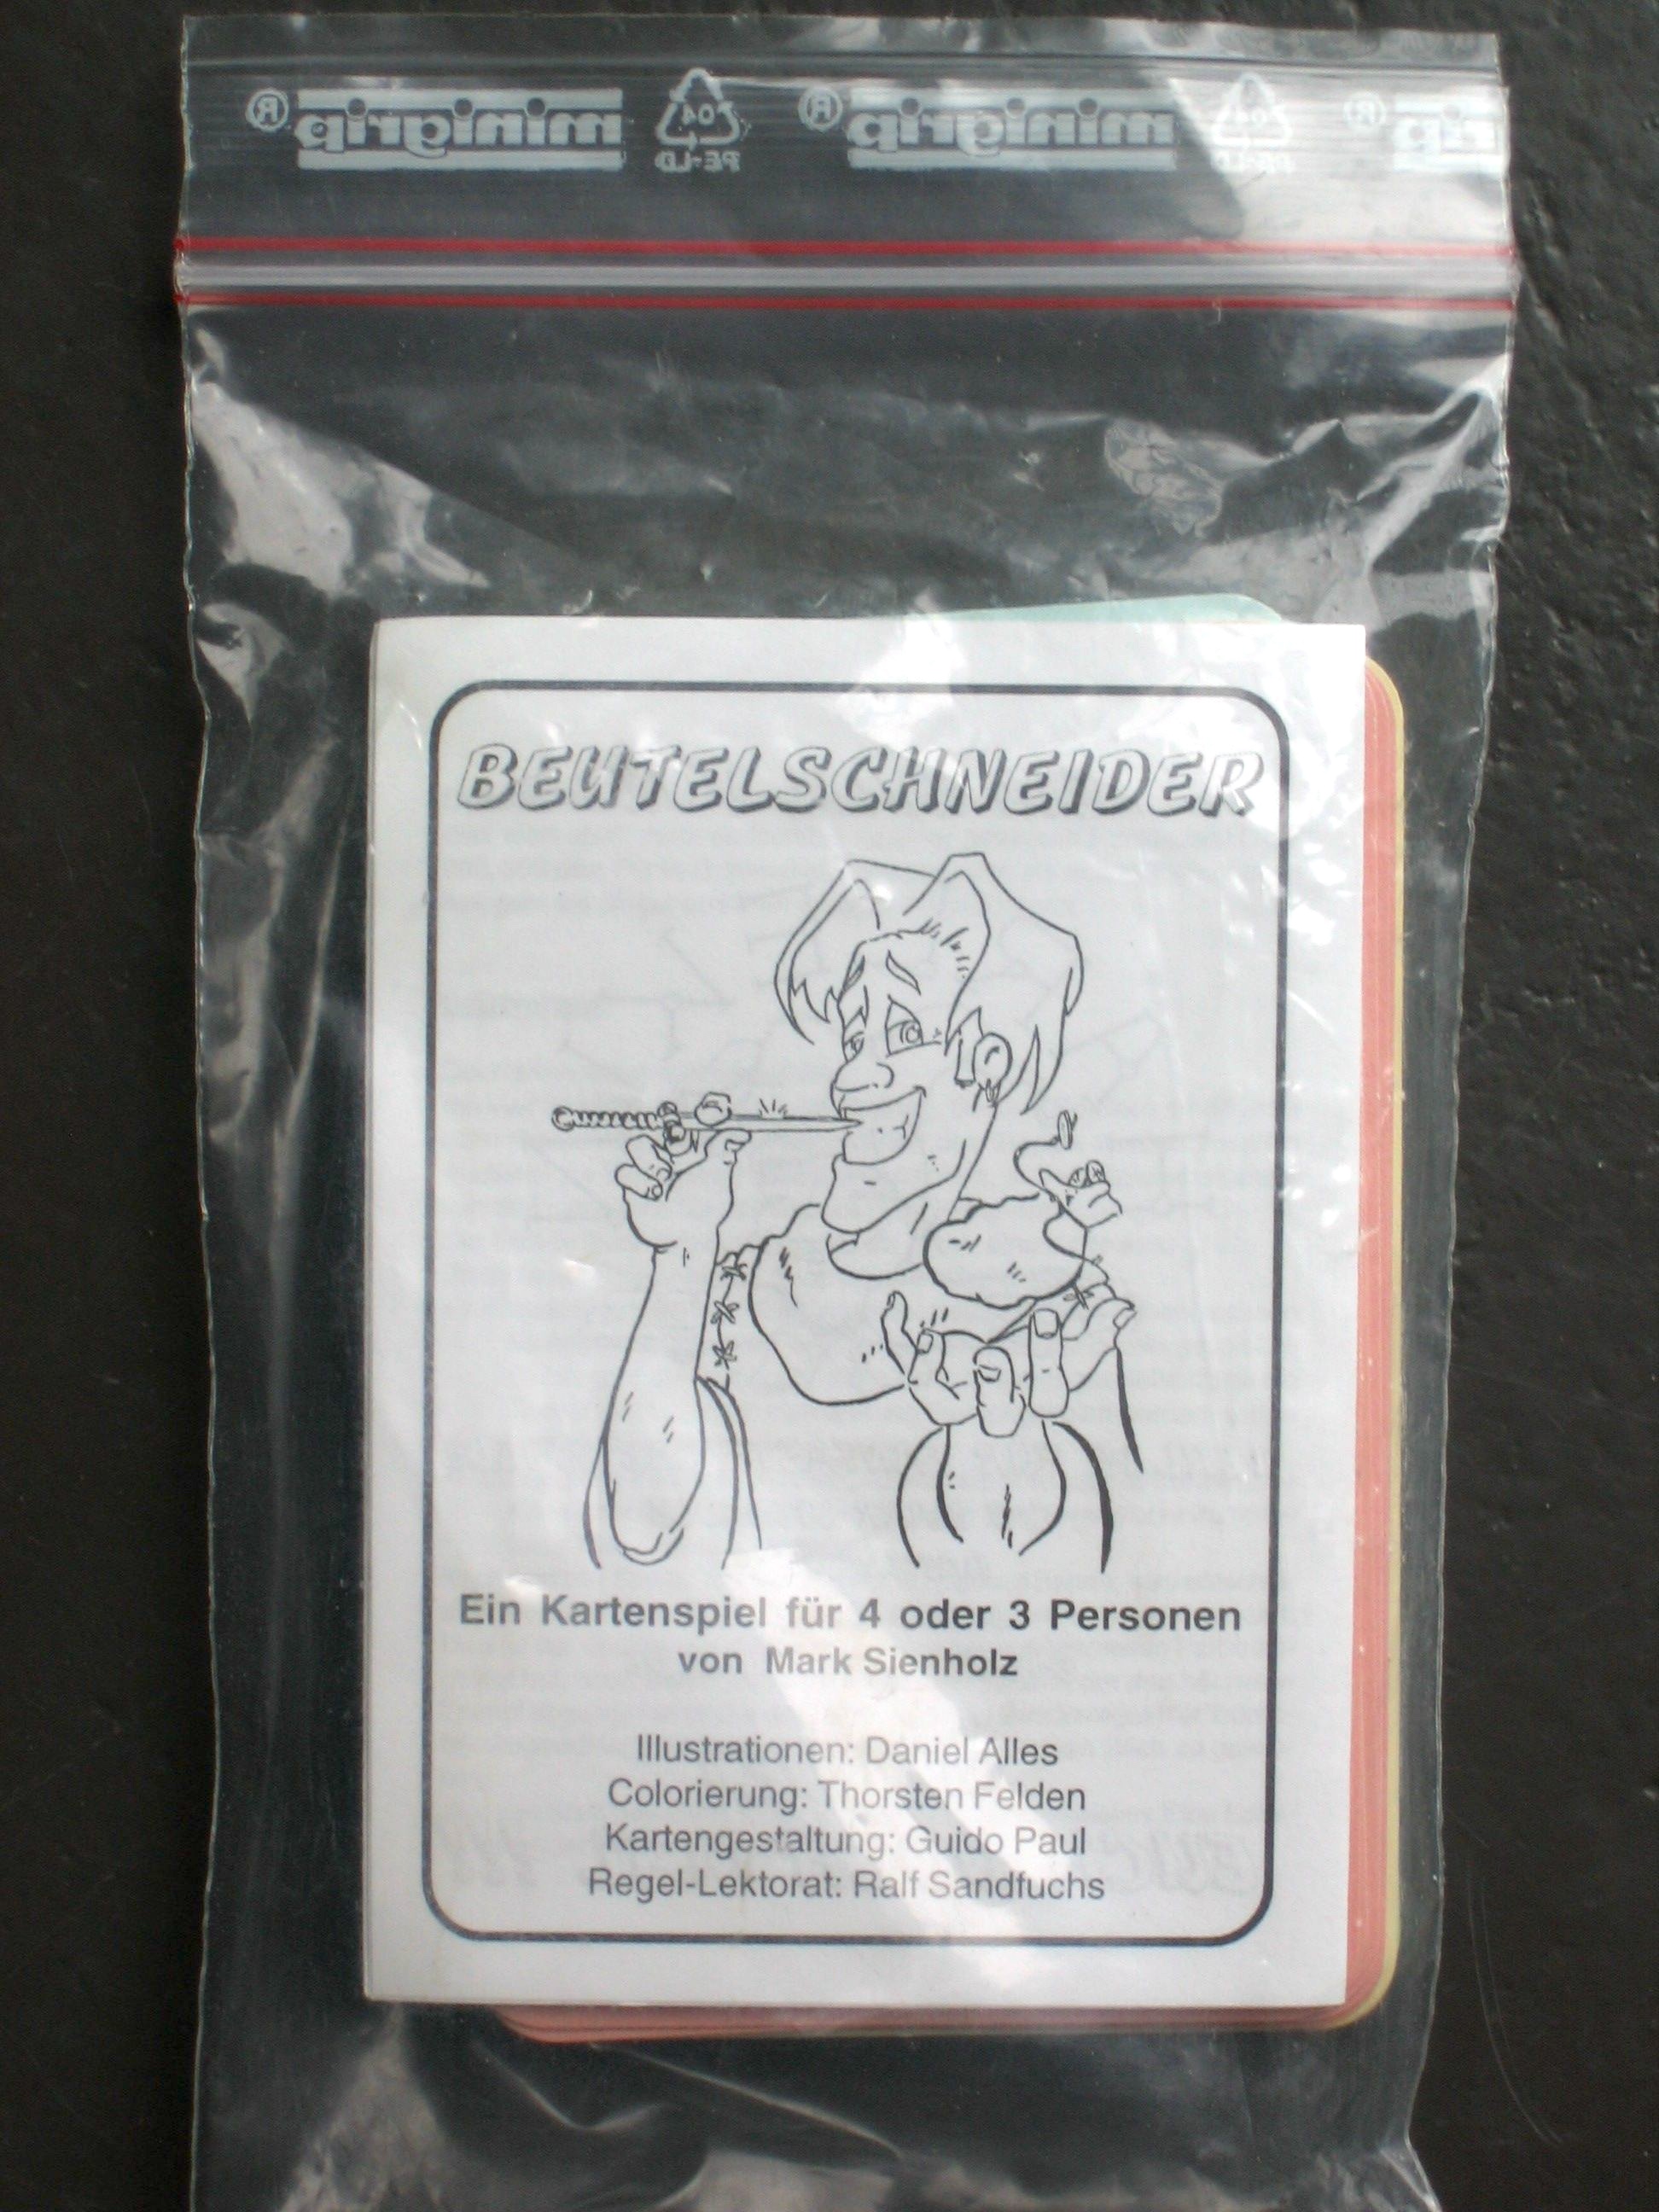 minigrip® 04 PE-LD minigrip® 04 PE-LD
BEUTELSCHNEIDER
Ein Kartenspiel für 4 oder 3 Personen
von Mark Sienholz
Illustrationen: Daniel Alles
Colorierung: Thorsten Felden
Kartengestaltung: Guido Paul
Regel-Lektorat: Ralf Sandfuchs